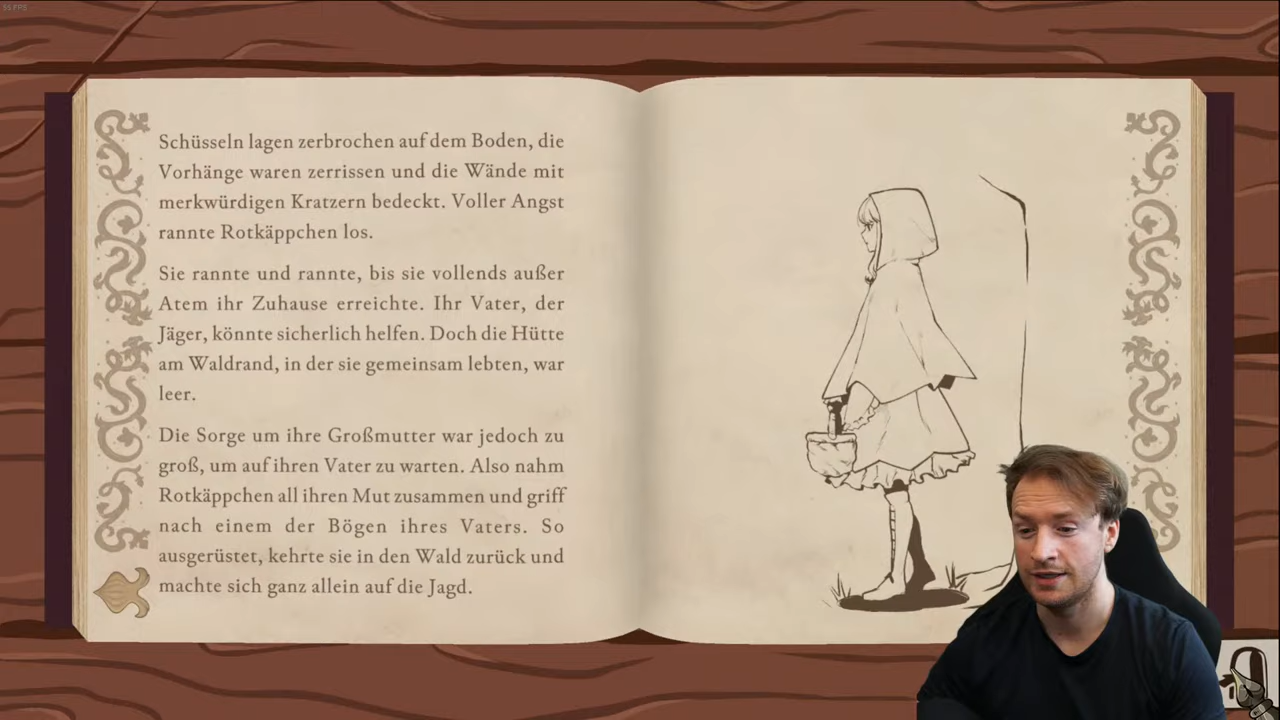 55 FPS
Schüsseln lagen zerbrochen auf dem Boden, die
Vorhänge waren zerrissen und die Wände mit
merkwürdigen Kratzern bedeckt. Voller Angst
rannte Rotkäppchen los.
Sie rannte und rannte, bis sie vollends außer
Atem ihr Zuhause erreichte. Ihr Vater, der
Jäger, könnte sicherlich helfen. Doch die Hütte
am Waldrand, in der sie gemeinsam lebten, war
leer.
Die Sorge um ihre Großmutter war jedoch zu
groß, um auf ihren Vater zu warten. Also nahm
Rotkäppchen all ihren Mut zusammen und griff
nach einem der Bögen ihres Vaters. So
ausgerüstet, kehrte sie in den Wald zurück und
machte sich ganz allein auf die Jagd.